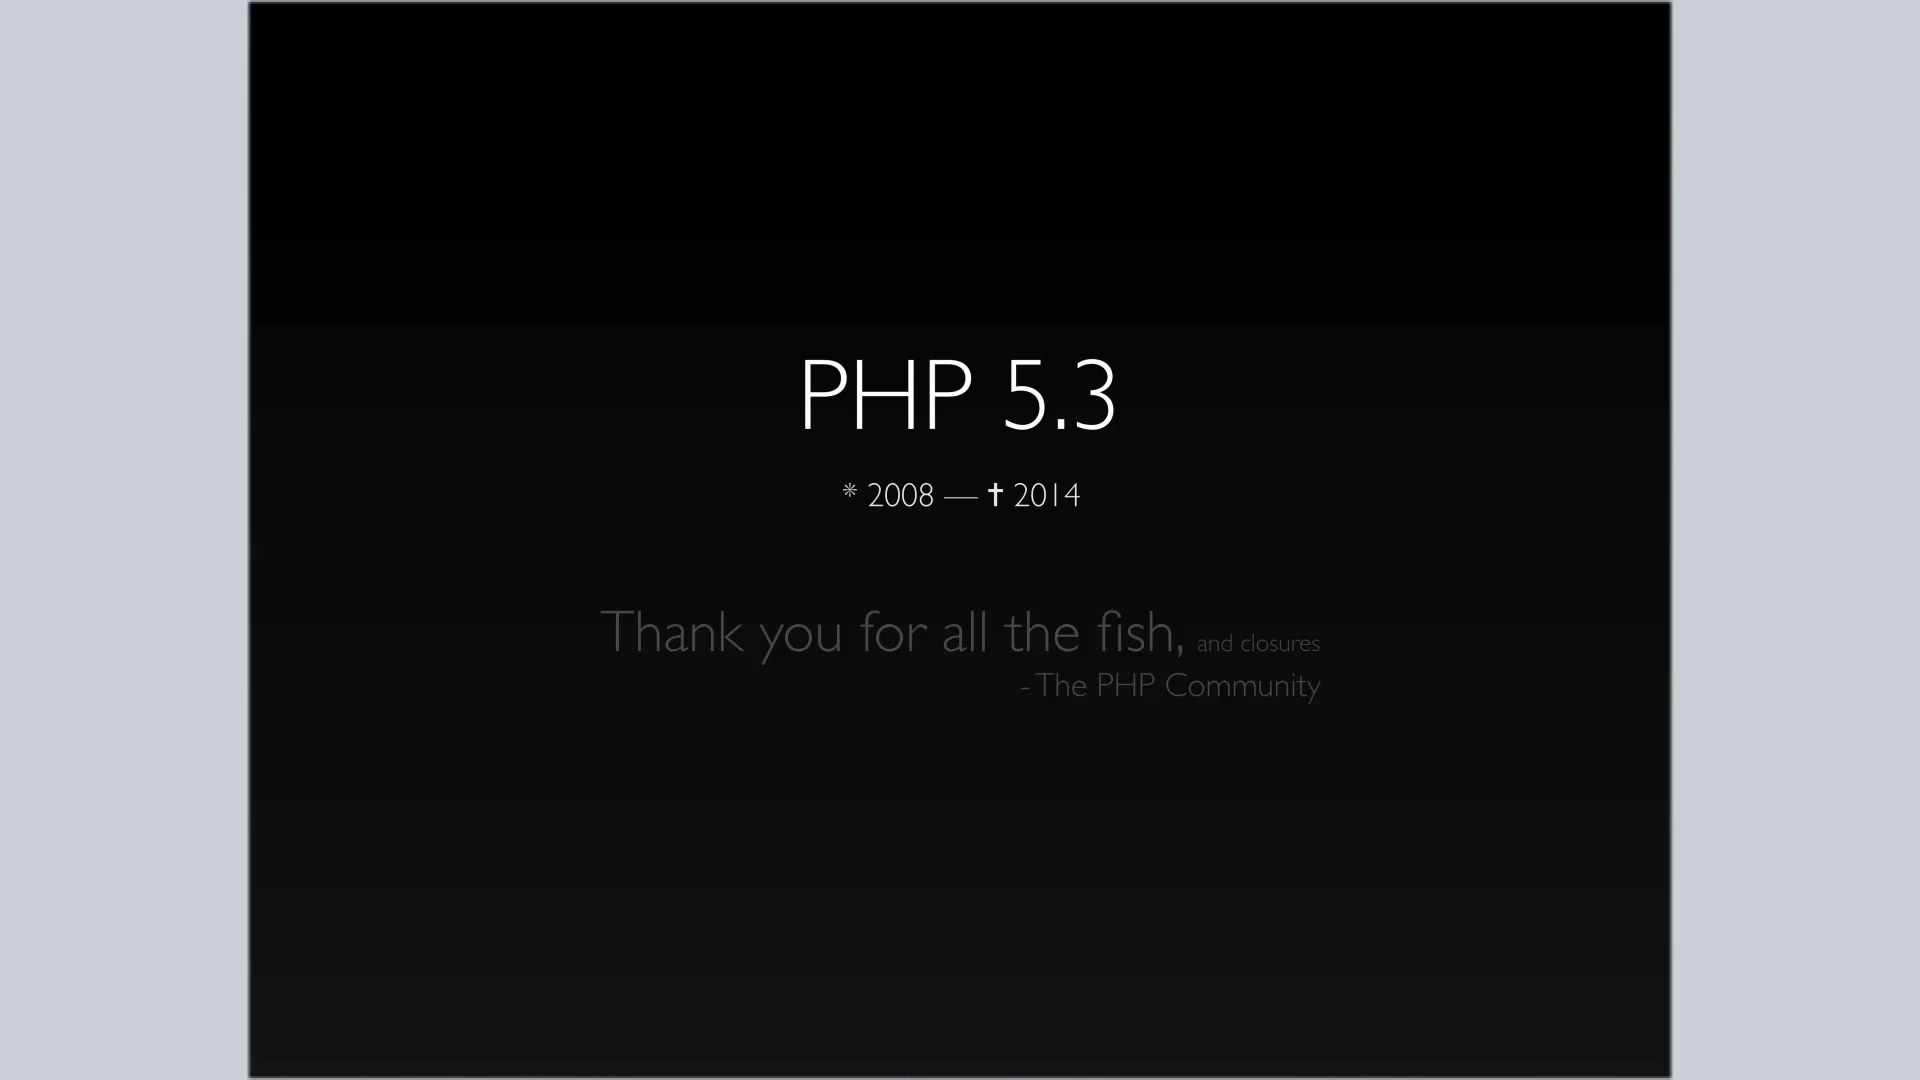 PHP 5.3
* 2008 — ✝ 2014
Thank you for all the fish, and closures
- The PHP Community